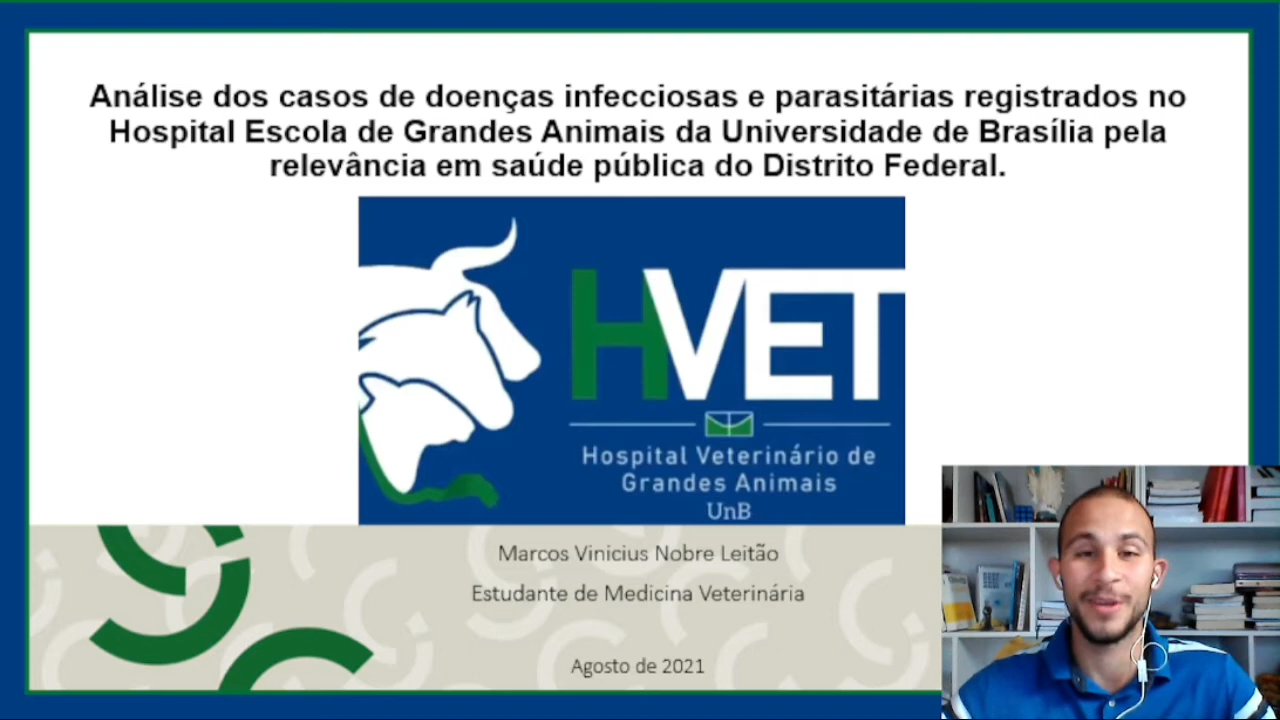 Análise dos casos de doenças infecciosas e parasitárias registrados no
Hospital Escola de Grandes Animais da Universidade de Brasília pela
relevância em saúde pública do Distrito Federal.
HVET
Hospital Veterinário de
Grandes Animais
UnB
Marcos Vinicius Nobre Leitão
Estudante de Medicina Veterinária
Agosto de 2021